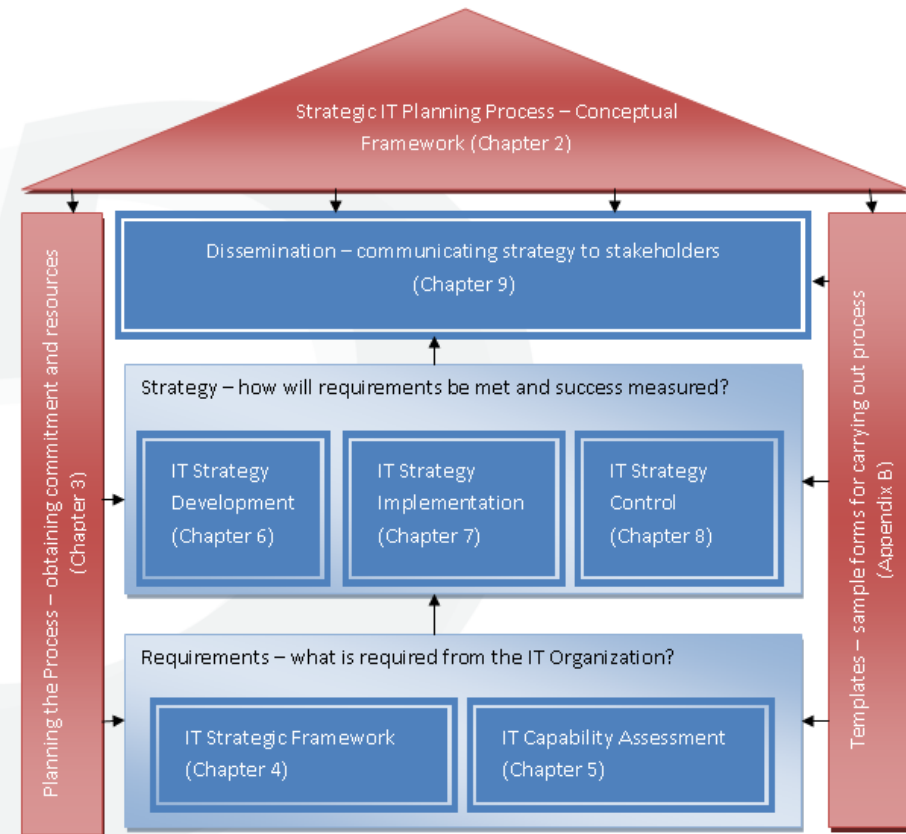 Strategic IT Planning Process – Conceptual
Framework (Chapter 2)
Planning the Process – obtaining commitment and resources
(Chapter 3)
Dissemination – communicating strategy to stakeholders
(Chapter 9)
Strategy – how will requirements be met and success measured?
IT Strategy
Development
(Chapter 6)
IT Strategy
Implementation
(Chapter 7)
IT Strategy
Control
(Chapter 8)
Requirements – what is required from the IT Organization?
IT Strategic Framework
(Chapter 4)
IT Capability Assessment
(Chapter 5)
Templates – sample forms for carrying out process
(Appendix B)